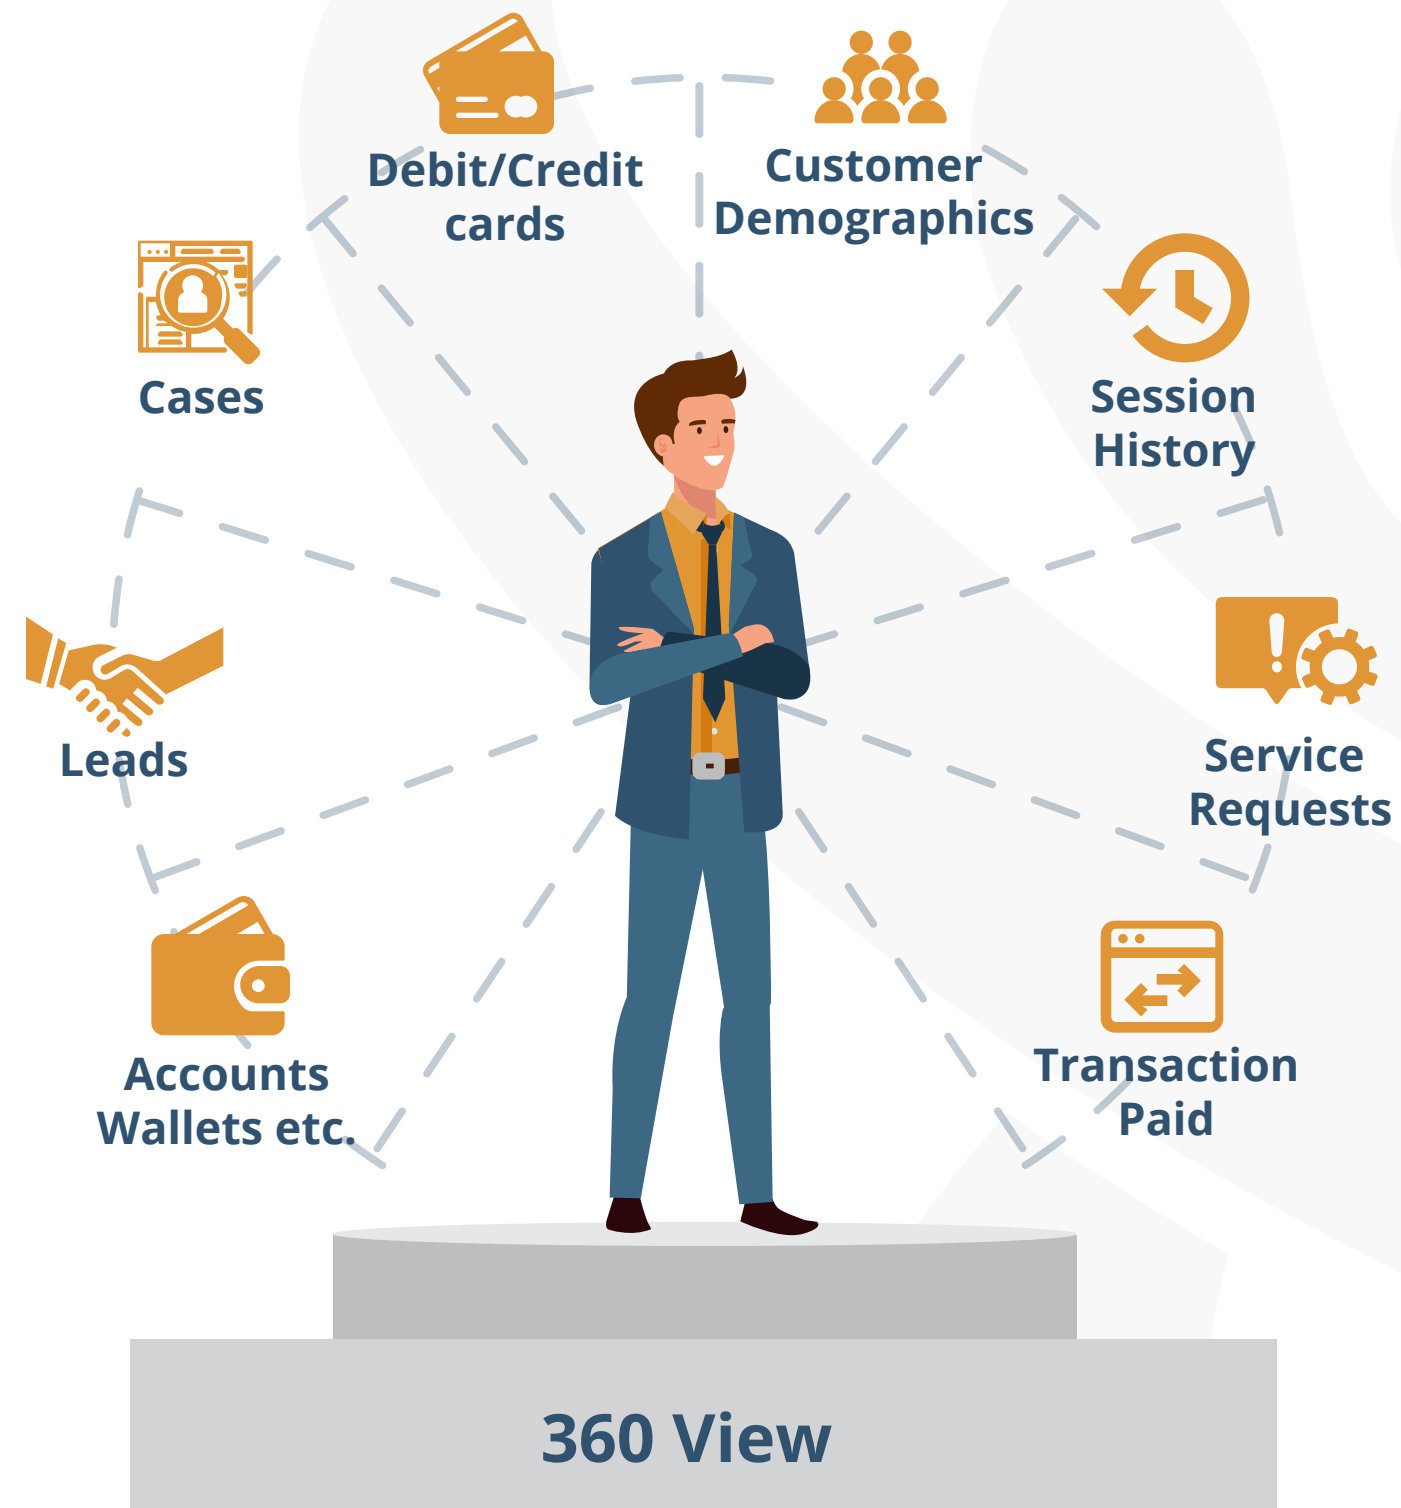 Debit/Credit
cards
Customer
Demographics
Cases
Session
History
Leads
Service
Requests
Accounts
Wallets etc.
Transaction
Paid
360 View